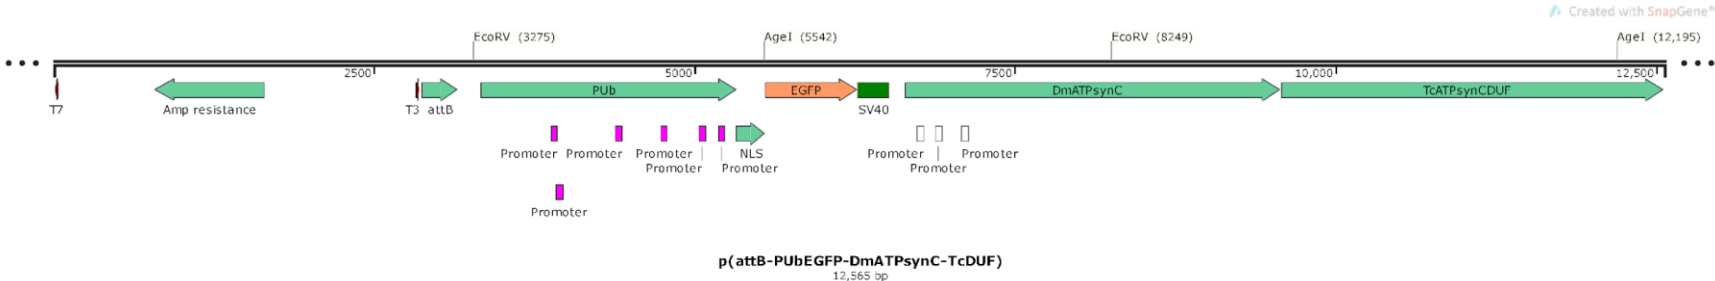 Created with SnapGene®
EcoRV (3275)
AgeI (5542)
EcoRV (8249)
AgeI (12,195)
2500
5000
7500
10,000
12,500
PUb
EGFP
DmATPsynC
TcATPsynCDUF
T7
Amp resistance
T3
attB
SV40
Promoter
Promoter
Promoter
NLS
Promoter
Promoter
Promoter
Promoter
Promoter
Promoter
p(attB-PUbEGFP-DmATPsynC-TcDUF)
12,565 bp